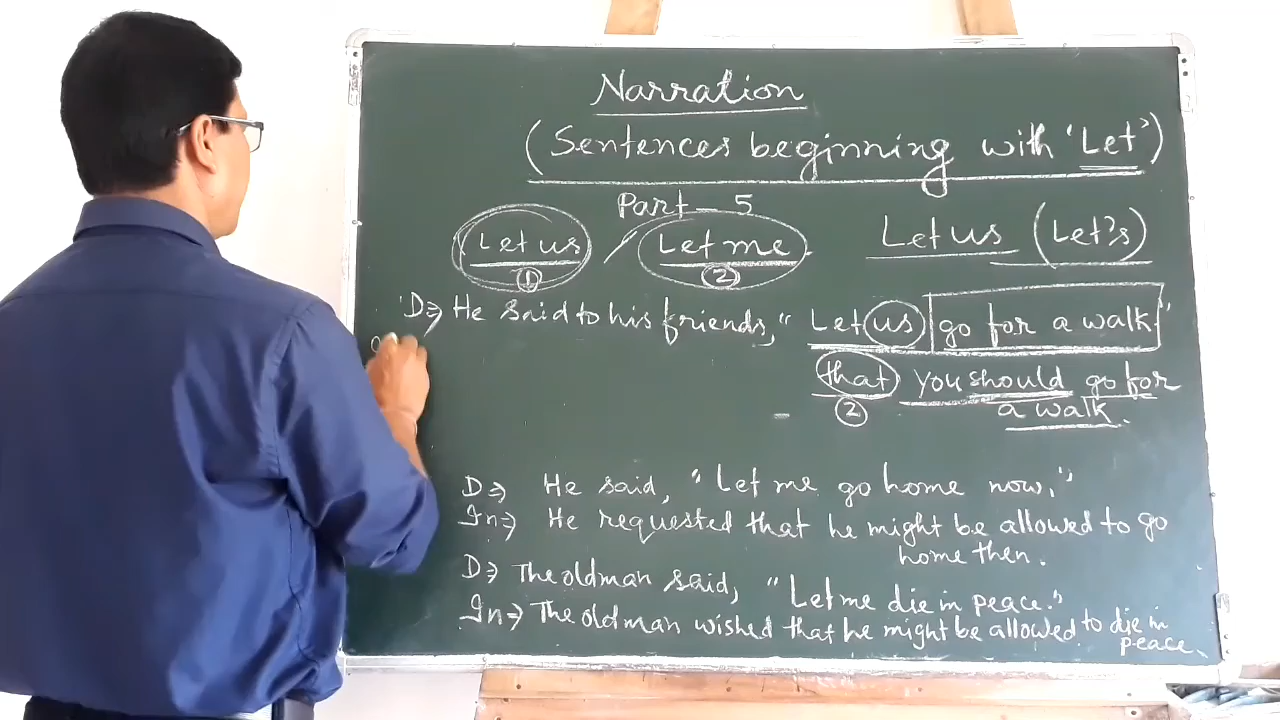 Narration
(Sentences beginning with 'Let')
Part - 5
Let us / Let me
Let us (Let's)
① ②
D⇒ He said to his friends, "Let us go for a walk."
that you should go for
② a walk.
D⇒ He said, "Let me go home now."
In⇒ He requested that he might be allowed to go
home then.
D⇒ The oldman said, "Let me die in peace."
In⇒ The old man wished that he might be allowed to die in
peace.